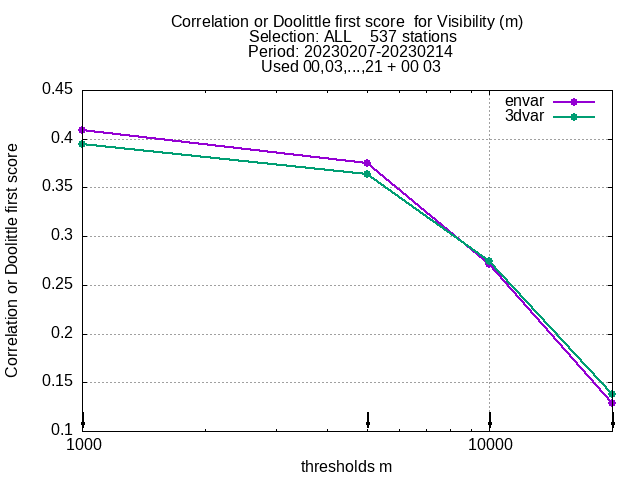 Correlation or Doolittle first score  for Visibility (m)
Selection: ALL    537 stations
Period: 20230207-20230214
Used 00,03,...,21 + 00 03
envar
3dvar
Correlation or Doolittle first score
0.45
0.4
0.35
0.3
0.25
0.2
0.15
0.1
1000
10000
thresholds m